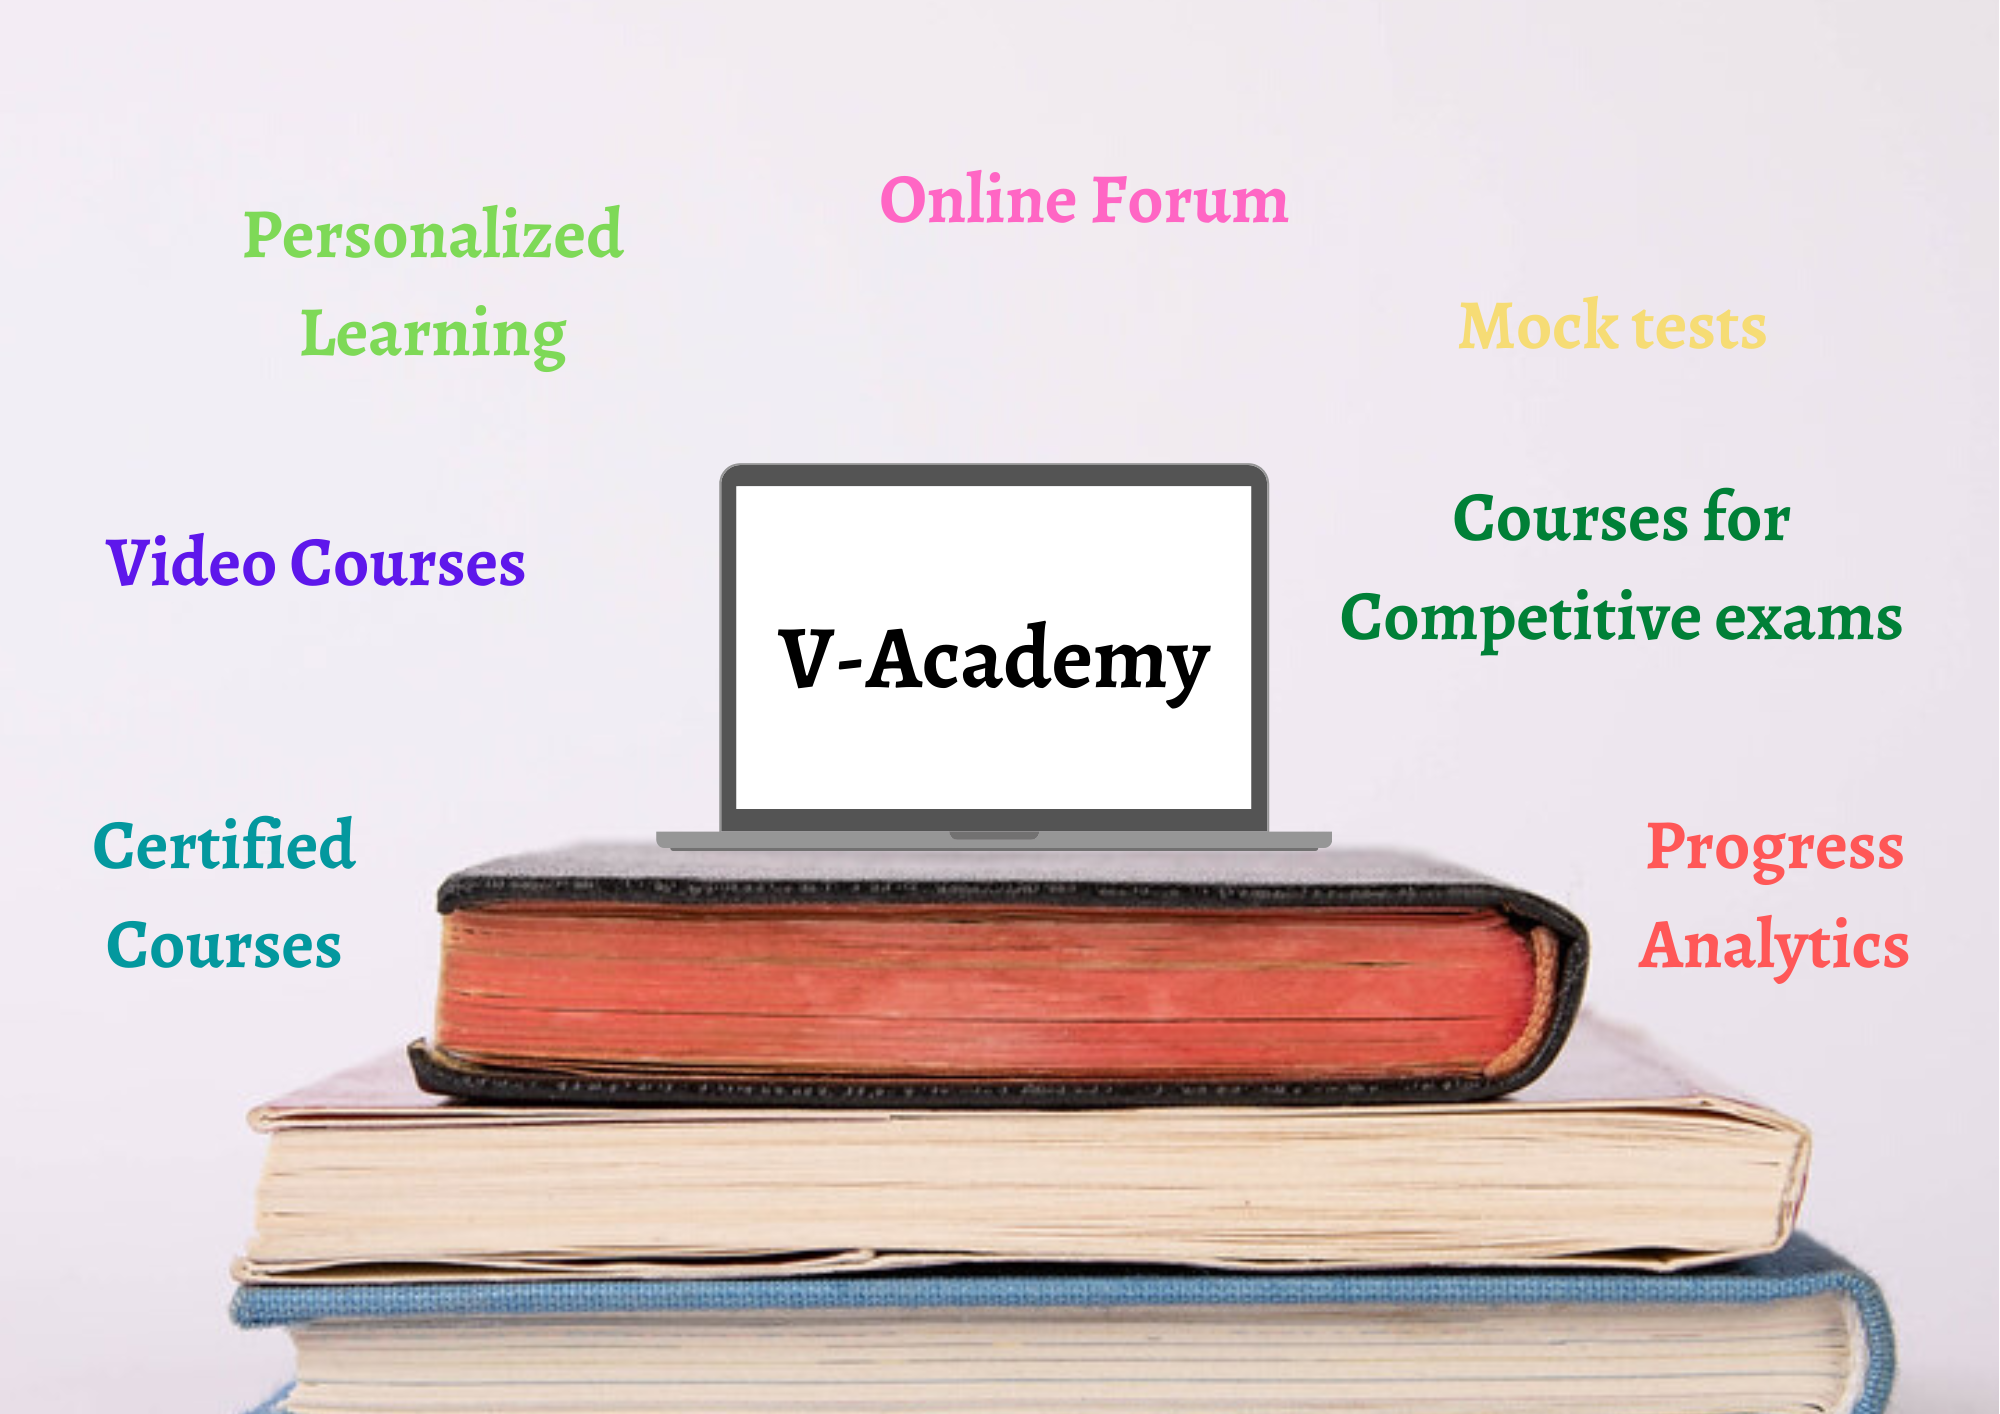 Online Forum
Personalized
Learning
Mock tests
Video Courses
Courses for
Competitive exams
V-Academy
Certified
Courses
Progress
Analytics